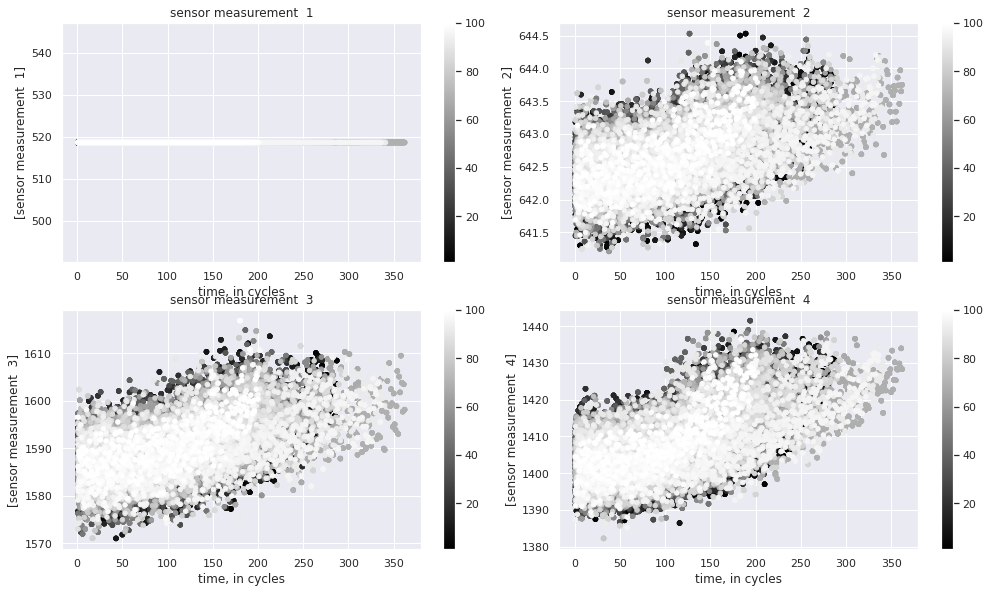 sensor measurement  1
[sensor measurement  1]
540
530
520
510
500
0 50 100 150 200 250 300 350
time, in cycles
100
80
60
40
20
sensor measurement  2
[sensor measurement  2]
644.5
644.0
643.5
643.0
642.5
642.0
641.5
0 50 100 150 200 250 300 350
time, in cycles
100
80
60
40
20
sensor measurement  3
[sensor measurement  3]
1610
1600
1590
1580
1570
0 50 100 150 200 250 300 350
time, in cycles
100
80
60
40
20
sensor measurement  4
[sensor measurement  4]
1440
1430
1420
1410
1400
1390
1380
0 50 100 150 200 250 300 350
time, in cycles
100
80
60
40
20